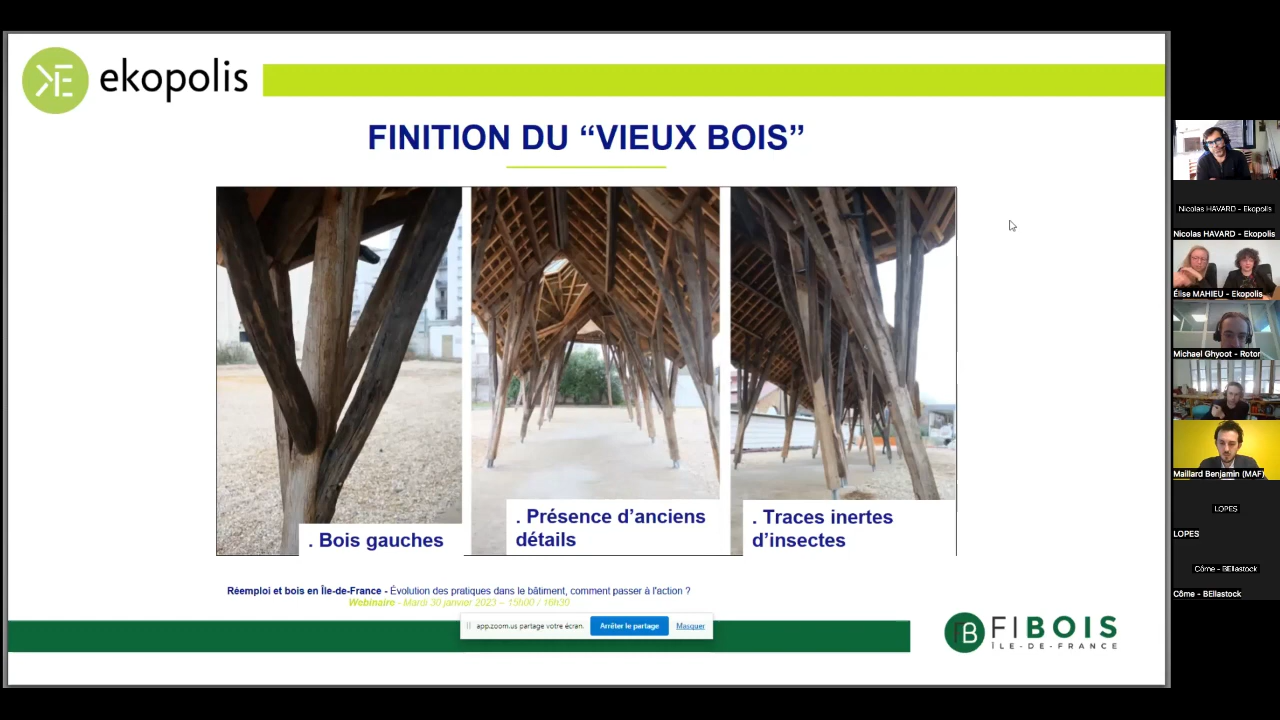 ekopolis
FINITION DU “VIEUX BOIS”
. Bois gauches
. Présence d’anciens
détails
. Traces inertes
d’insectes
Réemploi et bois en Île-de-France - Évolution des pratiques dans le bâtiment, comment passer à l'action ?
Webinaire - Mardi 30 janvier 2023 – 15h00 / 16h30
app.zoom.us partage votre écran.
Arrêter le partage
Masquer
FIBOIS
ÎLE-DE-FRANCE
Nicolas HAVARD - Ekopolis
Nicolas HAVARD - Ekopolis
Élise MAHIEU - Ekopolis
Michael Ghyoot - Rotor
Maillard Benjamin (MAF)
LOPES
LOPES
Côme - BEllastock
Côme - BEllastock